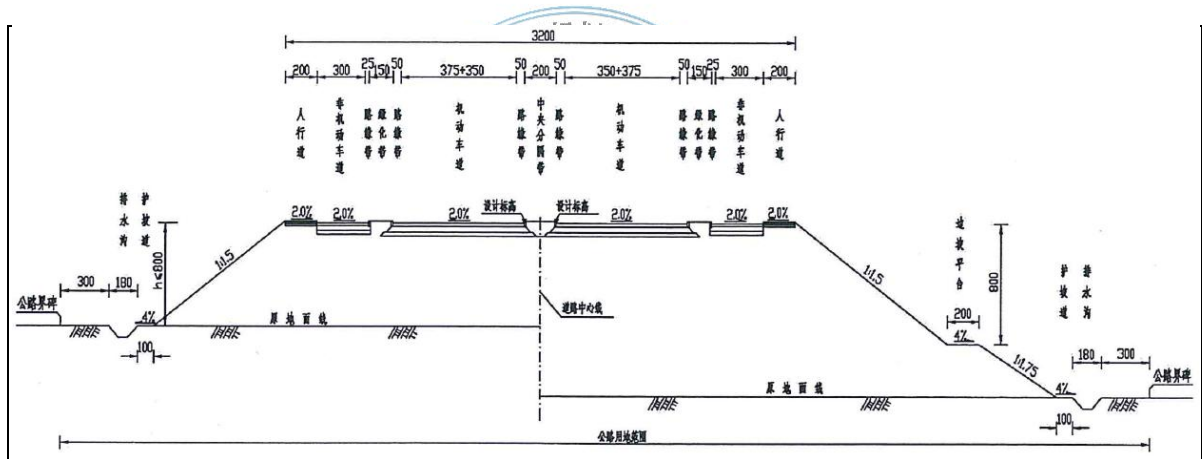 3200
200 300 25 150 50 375+350 50 200 50 350+375 50 150 25 300 200
人行道
非机动车道
路缘带
绿化带
路缘带
机动车道
路缘带
中央分隔带
路缘带
机动车道
路缘带
绿化带
路缘带
非机动车道
人行道
排水沟
护坡道
2.0% 2.0% 2.0% 设计标高 设计标高 2.0% 2.0% 2.0%
h≤800
1:1.5
1:1.5
边坡平台
800
护坡道
排水沟
300 180
公路界碑
4%
原地面线
道路中心线
100
200
4%
1:1.75
180 300
公路界碑
原地面线
4%
100
公路用地范围